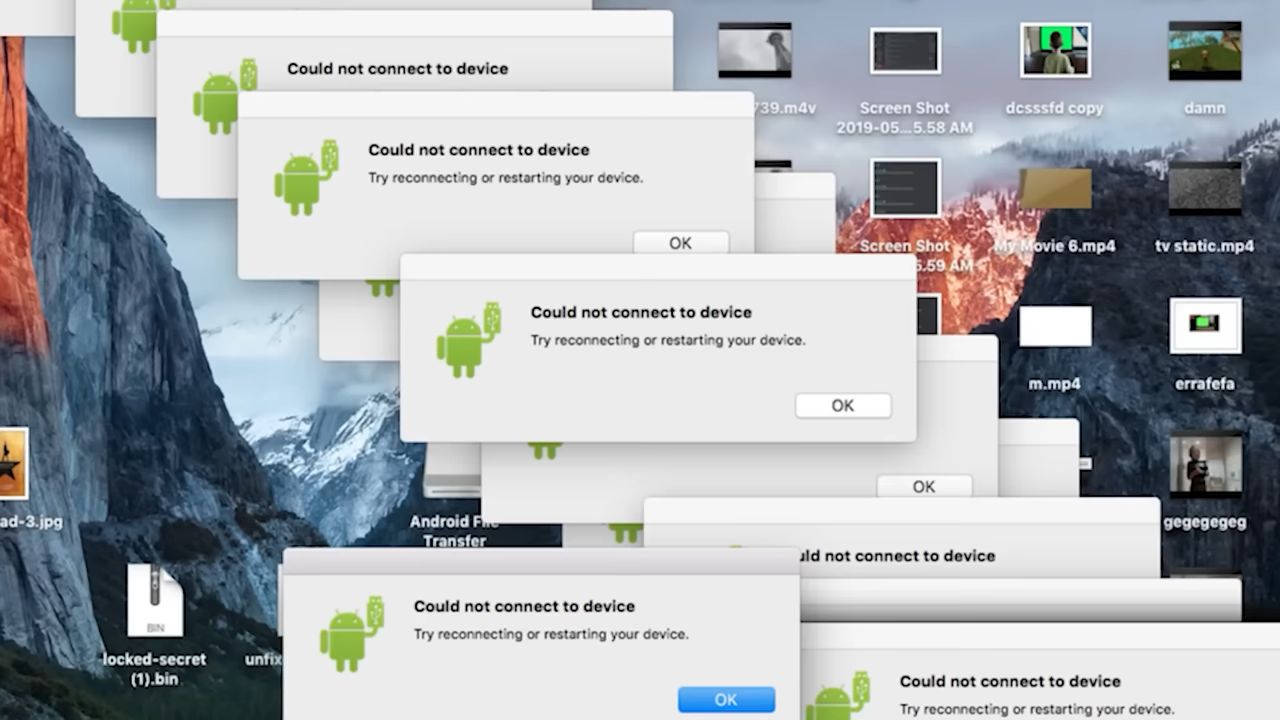 Could not connect to device
739.m4v
Screen Shot
2019-05...5.58 AM
dcsssfd copy
damn
Could not connect to device
Try reconnecting or restarting your device.
OK
Screen Shot
5.59 AM
My Movie 6.mp4
tv static.mp4
Could not connect to device
Try reconnecting or restarting your device.
OK
m.mp4
errafefa
OK
ad-3.jpg
Android File
Transfer
gegegegeg
uld not connect to device
BIN
locked-secret
(1).bin
unfix
Could not connect to device
Try reconnecting or restarting your device.
OK
Could not connect to device
Try reconnecting or restarting your device.